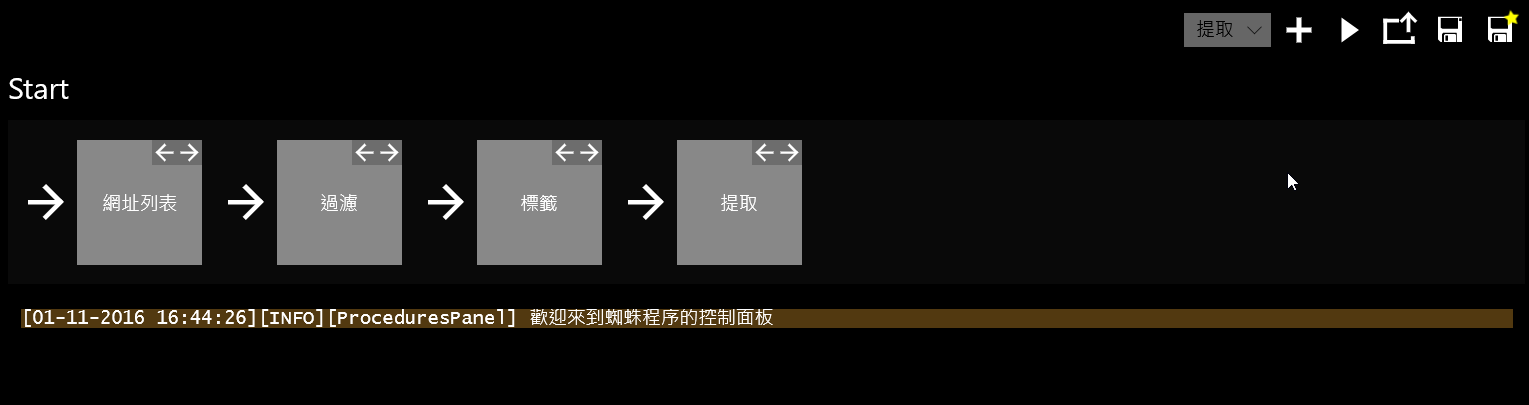 提取
Start
網址列表
過濾
標籤
提取
[01-11-2016 16:44:26][INFO][ProceduresPanel] 歡迎來到蜘蛛程序的控制面板